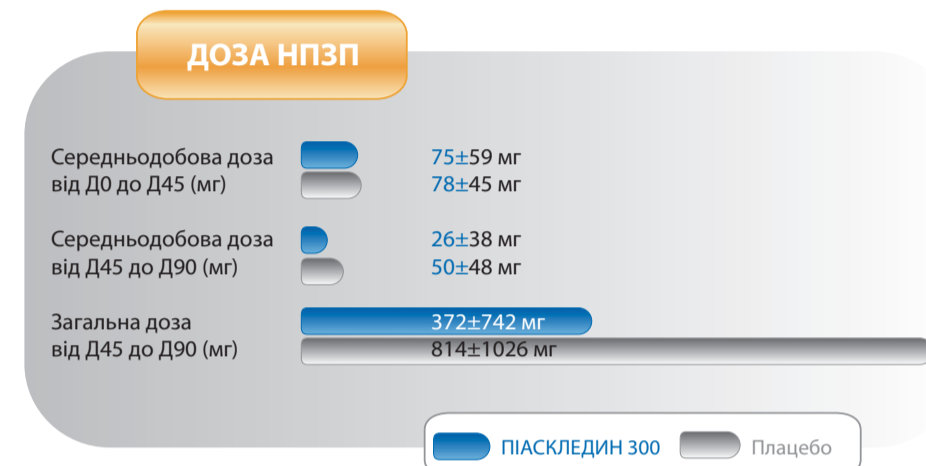 ДОЗА НПЗП
Середньодобова доза
від Д0 до Д45 (мг)
75±59 мг
78±45 мг
Середньодобова доза
від Д45 до Д90 (мг)
26±38 мг
50±48 мг
Загальна доза
від Д45 до Д90 (мг)
372±742 мг
814±1026 мг
ПІАСКЛЕДИН 300
Плацебо